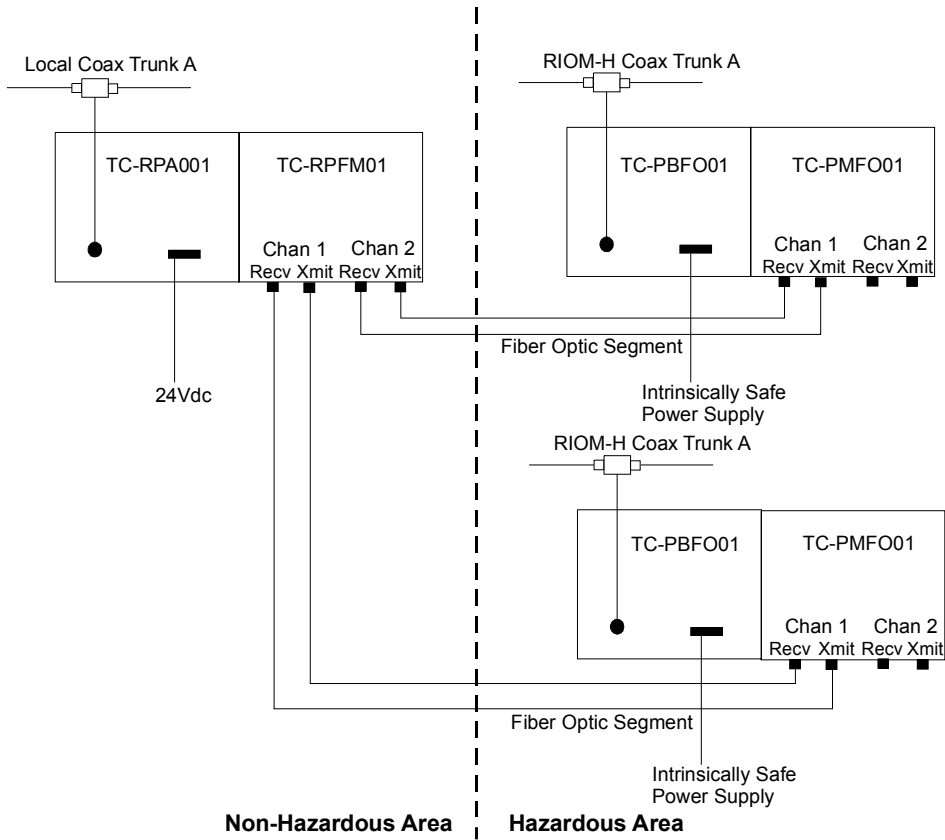 Local Coax Trunk A
TC-RPA001
TC-RPFM01
Chan 1 Chan 2
Recv Xmit Recv Xmit
24Vdc
RIOM-H Coax Trunk A
TC-PBFO01
TC-PMFO01
Chan 1 Chan 2
Recv Xmit Recv Xmit
Fiber Optic Segment
Intrinsically Safe
Power Supply
RIOM-H Coax Trunk A
TC-PBFO01
TC-PMFO01
Chan 1 Chan 2
Recv Xmit Recv Xmit
Fiber Optic Segment
Intrinsically Safe
Power Supply
Non-Hazardous Area
Hazardous Area